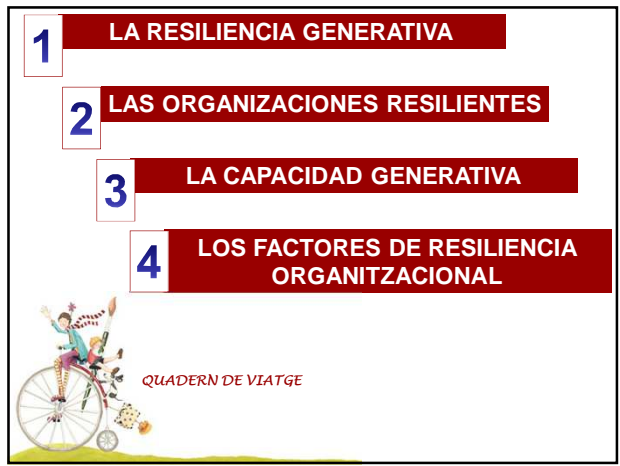 1
LA RESILIENCIA GENERATIVA
2
LAS ORGANIZACIONES RESILIENTES
3
LA CAPACIDAD GENERATIVA
4
LOS FACTORES DE RESILIENCIA
ORGANITZACIONAL
QUADERN DE VIATGE